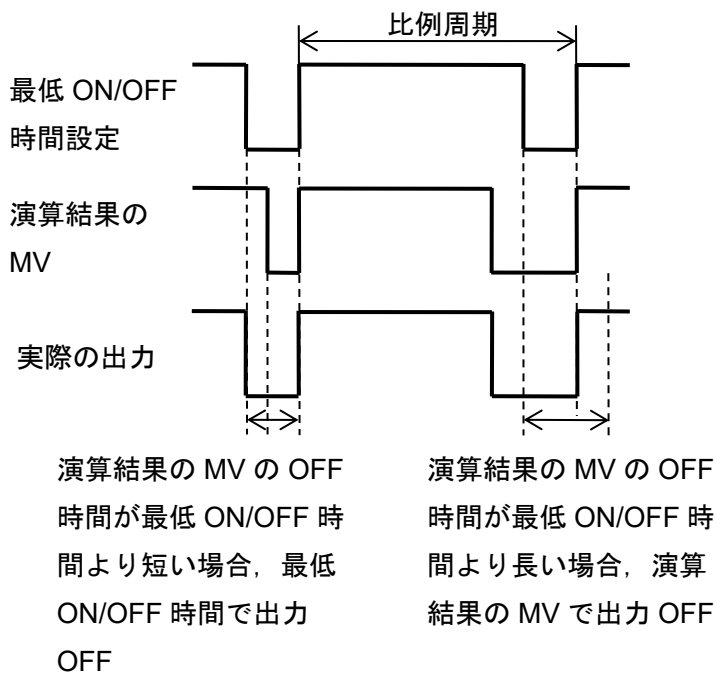 比例周期
最低 ON/OFF
時間設定
演算結果の
MV
実際の出力
演算結果の MV の OFF
時間が最低 ON/OFF 時
間より短い場合，最低
ON/OFF 時間で出力
OFF
演算結果の MV の OFF
時間が最低 ON/OFF 時
間より長い場合，演算
結果の MV で出力 OFF